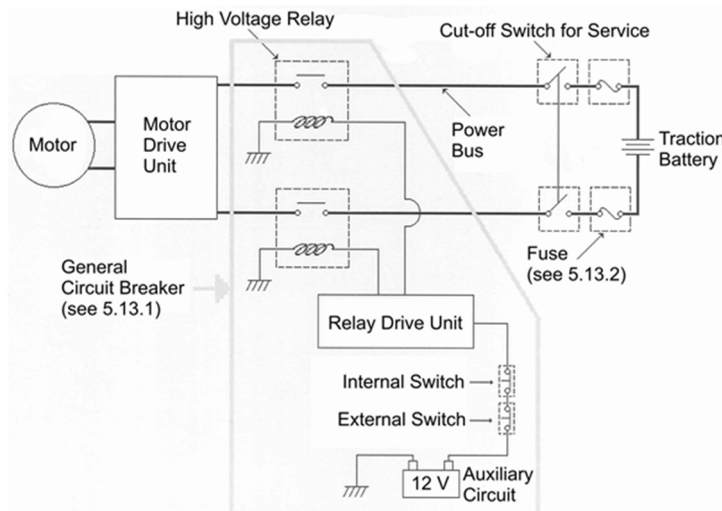 High Voltage Relay
Cut-off Switch for Service
Motor
Motor
Drive
Unit
Power
Bus
Traction
Battery
General
Circuit Breaker
(see 5.13.1)
Fuse
(see 5.13.2)
Relay Drive Unit
Internal Switch
External Switch
12 V
Auxiliary
Circuit